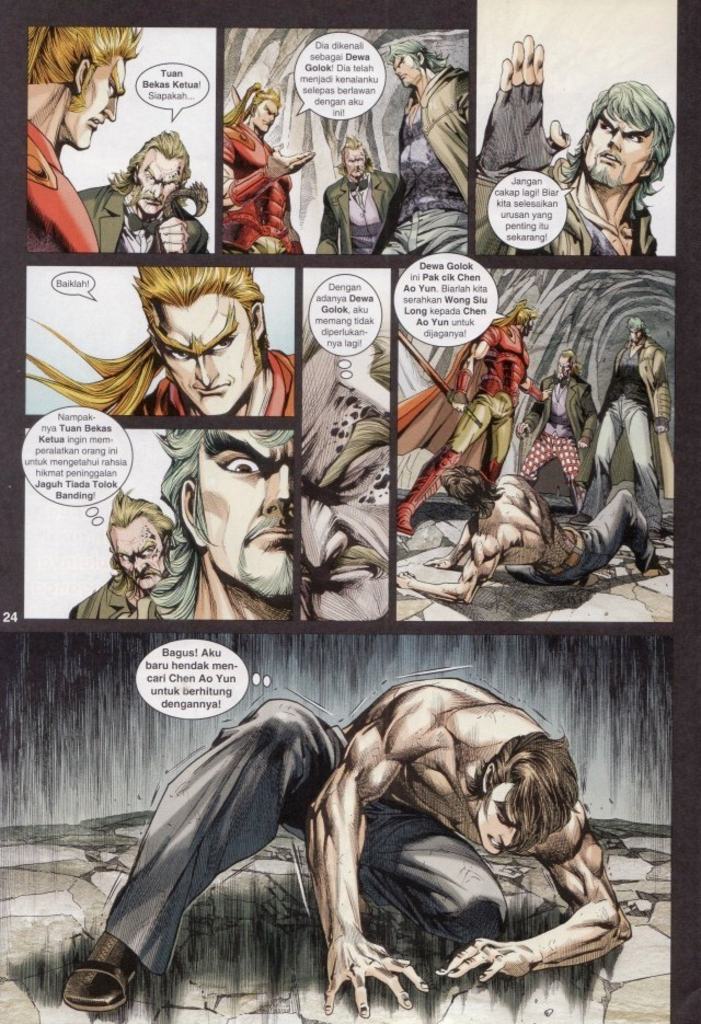 Tuan
Bekas Ketua!
Siapakah...
Dia dikenali
sebagai Dewa
Golok! Dia telah
menjadi kenalanku
selepas berlawan
dengan aku
ini!
Jangan
cakap lagi! Biar
kita selesaikan
urusan yang
penting itu
sekarang!
Baiklah!
Nampak-
nya Tuan Bekas
Ketua ingin mem-
peralatkan orang ini
untuk mengetahui rahsia
hikmat peninggalan
Jaguh Tiada Tolok
Banding!
Dengan
adanya Dewa
Golok, aku
memang tidak
diperlukan-
nya lagi!
Dewa Golok
ini Pak cik Chen
Ao Yun. Biarlah kita
serahkan Wong Siu
Long kepada Chen
Ao Yun untuk
dijaganya!
24
Bagus! Aku
baru hendak men-
cari Chen Ao Yun
untuk berhitung
dengannya!